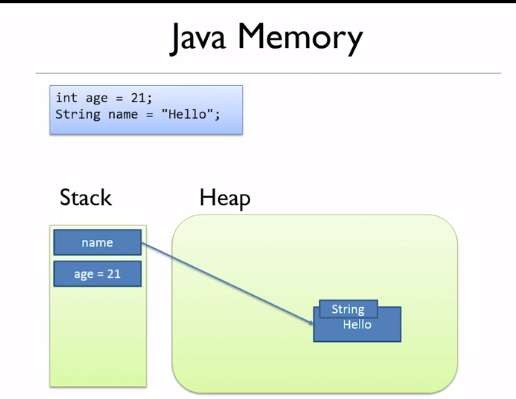 Java Memory
int age = 21;
String name = "Hello";
Stack
Heap
name
age = 21
String
Hello